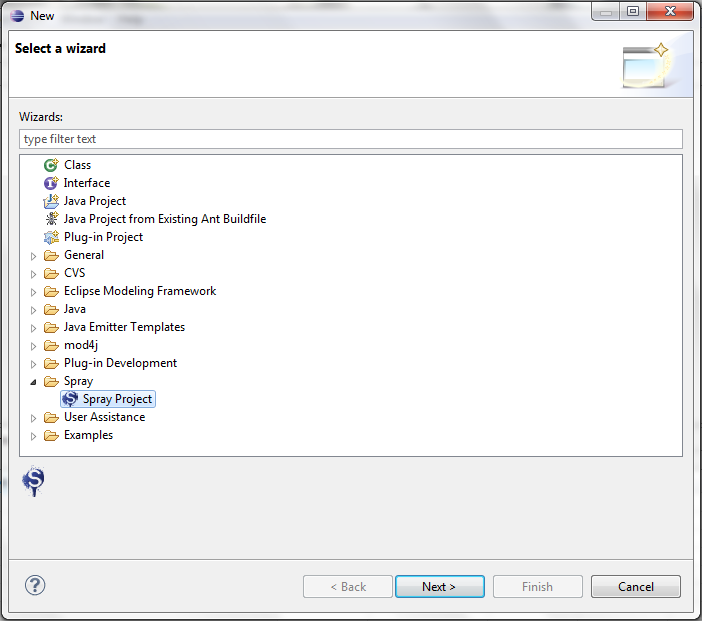 New
Select a wizard
Wizards:
type filter text
Class
Interface
Java Project
Java Project from Existing Ant Buildfile
Plug-in Project
General
CVS
Eclipse Modeling Framework
Java
Java Emitter Templates
mod4j
Plug-in Development
Spray
Spray Project
User Assistance
Examples
< Back
Next >
Finish
Cancel